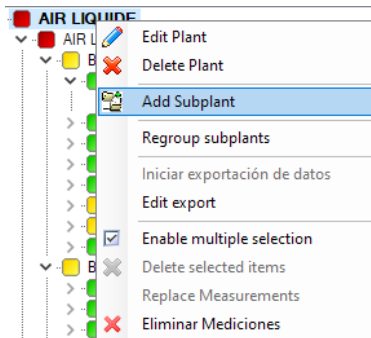 AIR LIQUIDE
AIR L
B
B
Edit Plant
Delete Plant
Add Subplant
Regroup subplants
Iniciar exportación de datos
Edit export
Enable multiple selection
Delete selected items
Replace Measurements
Eliminar Mediciones